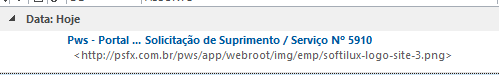 Data: Hoje
Pws - Portal ... Solicitação de Suprimento / Serviço Nº 5910
<http://psfx.com.br/pws/app/webroot/img/emp/softilux-logo-site-3.png>